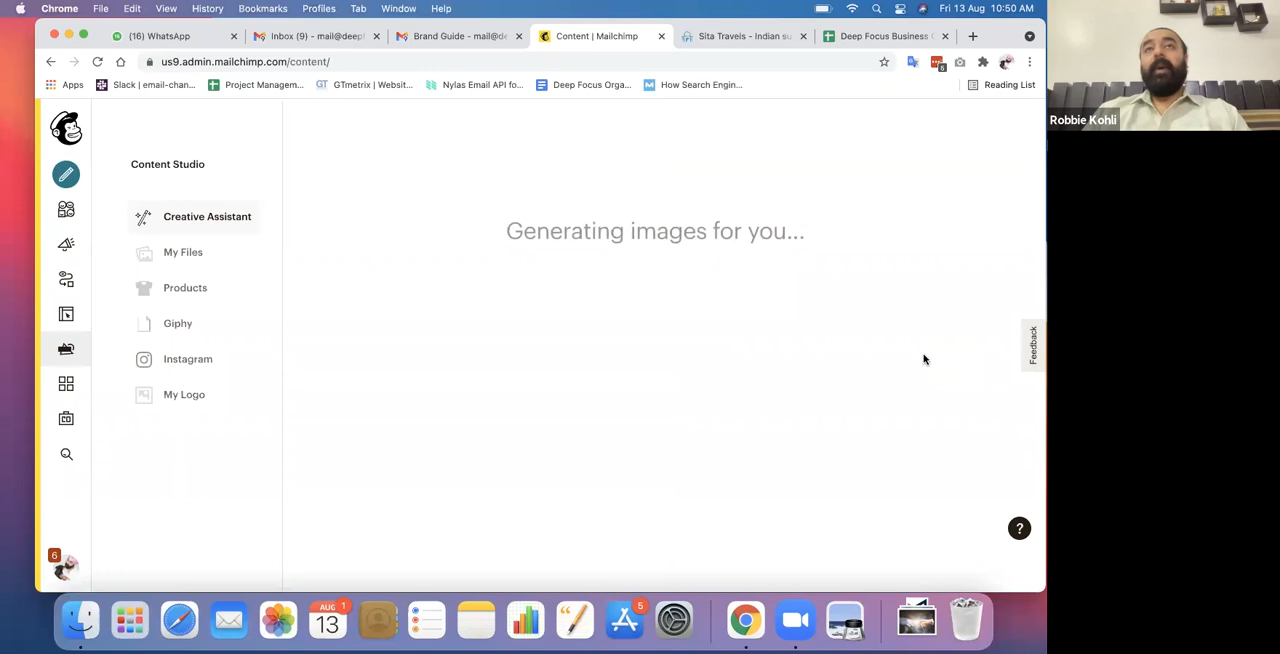 Chrome File Edit View History Bookmarks Profiles Tab Window Help Fri 13 Aug 10:50 AM
(16) WhatsApp
Inbox (9) - mail@deepf
Brand Guide - mail@de
Content | Mailchimp
Sita Travels - Indian su
Deep Focus Business C
us9.admin.mailchimp.com/content/
6
Apps
Slack | email-chan...
Project Managem...
GTmetrix | Websit...
Nylas Email API fo...
Deep Focus Orga...
How Search Engin...
Reading List
Content Studio
Creative Assistant
My Files
Products
Giphy
Instagram
My Logo
Generating images for you...
Feedback
?
6
AUG 1
13
5
Robbie Kohli